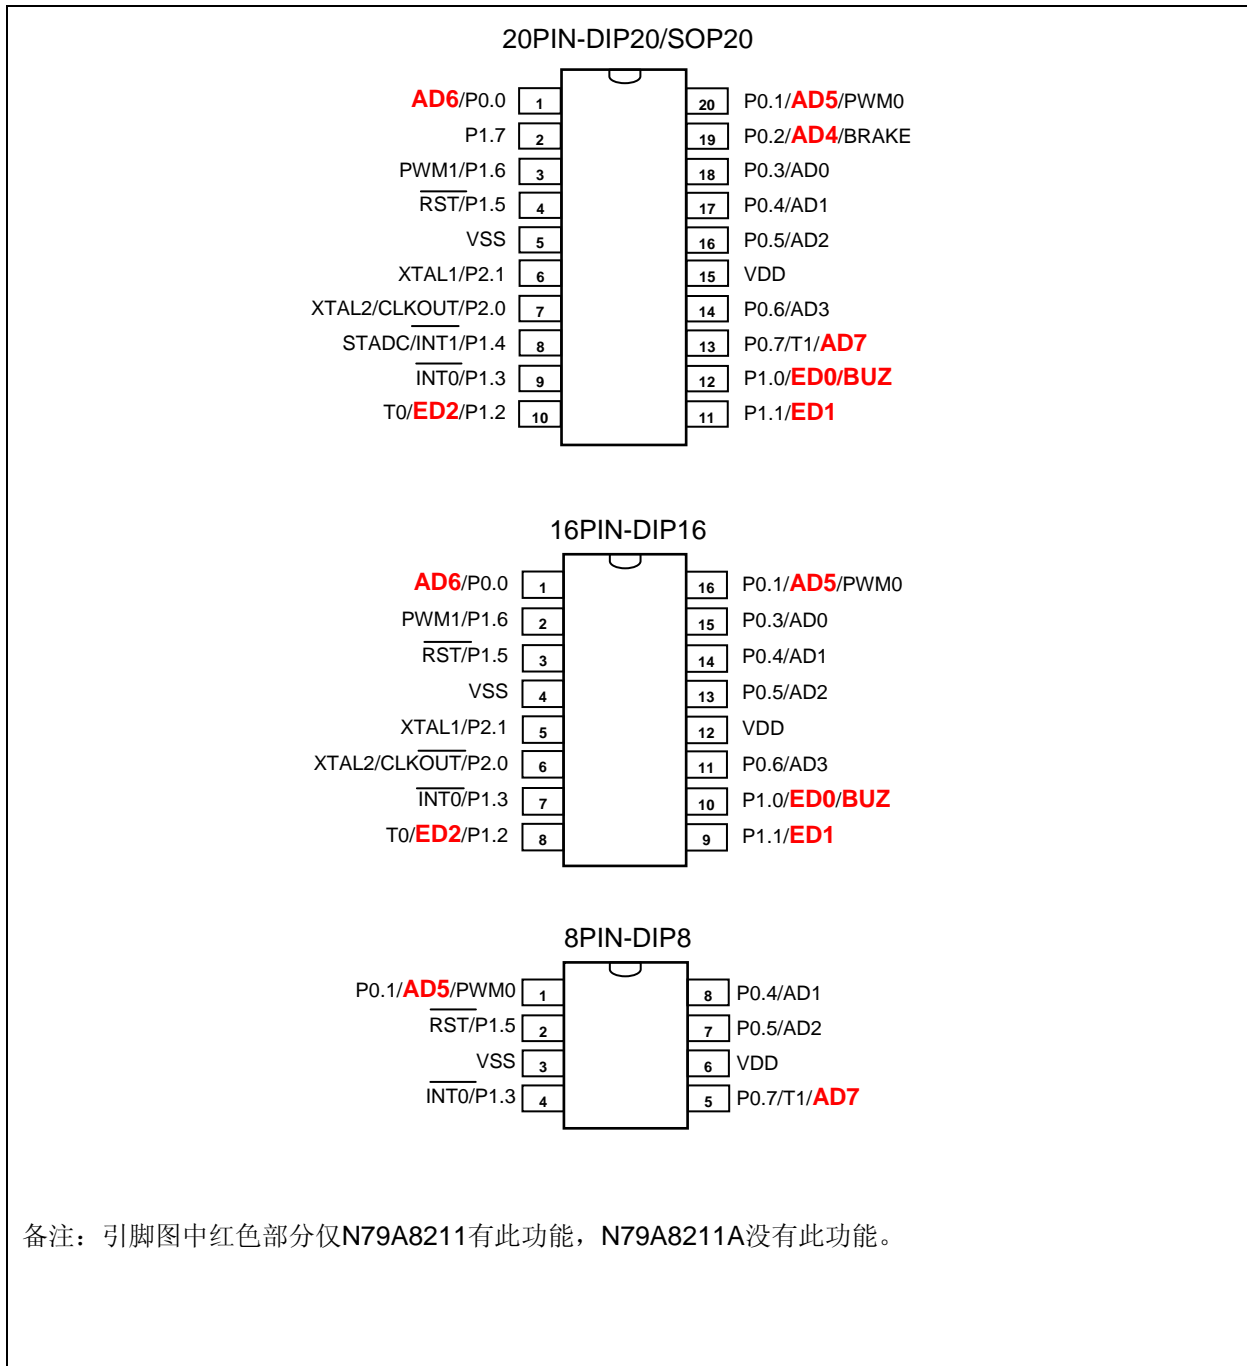 20PIN-DIP20/SOP20
AD6/P0.0 1 20 P0.1/AD5/PWM0
P1.7 2 19 P0.2/AD4/BRAKE
PWM1/P1.6 3 18 P0.3/AD0
RST/P1.5 4 17 P0.4/AD1
VSS 5 16 P0.5/AD2
XTAL1/P2.1 6 15 VDD
XTAL2/CLKOUT/P2.0 7 14 P0.6/AD3
STADC/INT1/P1.4 8 13 P0.7/T1/AD7
INT0/P1.3 9 12 P1.0/ED0/BUZ
T0/ED2/P1.2 10 11 P1.1/ED1
16PIN-DIP16
AD6/P0.0 1 16 P0.1/AD5/PWM0
PWM1/P1.6 2 15 P0.3/AD0
RST/P1.5 3 14 P0.4/AD1
VSS 4 13 P0.5/AD2
XTAL1/P2.1 5 12 VDD
XTAL2/CLKOUT/P2.0 6 11 P0.6/AD3
INT0/P1.3 7 10 P1.0/ED0/BUZ
T0/ED2/P1.2 8 9 P1.1/ED1
8PIN-DIP8
P0.1/AD5/PWM0 1 8 P0.4/AD1
RST/P1.5 2 7 P0.5/AD2
VSS 3 6 VDD
INT0/P1.3 4 5 P0.7/T1/AD7
备注：引脚图中红色部分仅N79A8211有此功能，N79A8211A没有此功能。